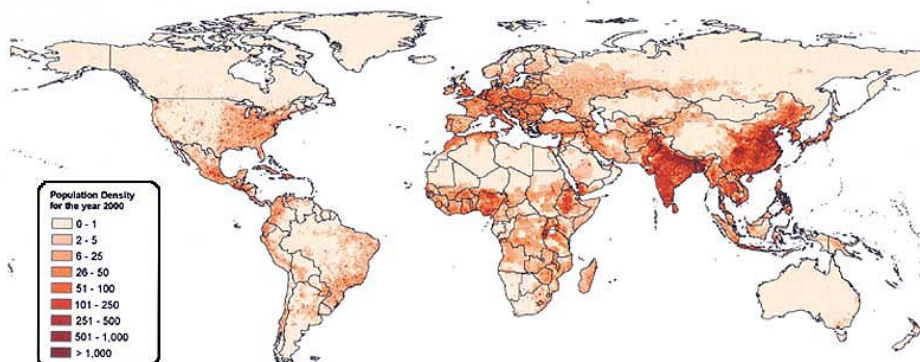 Population Density
for the year 2000
0 - 1
2 - 5
6 - 25
26 - 50
51 - 100
101 - 250
251 - 500
501 - 1,000
> 1,000